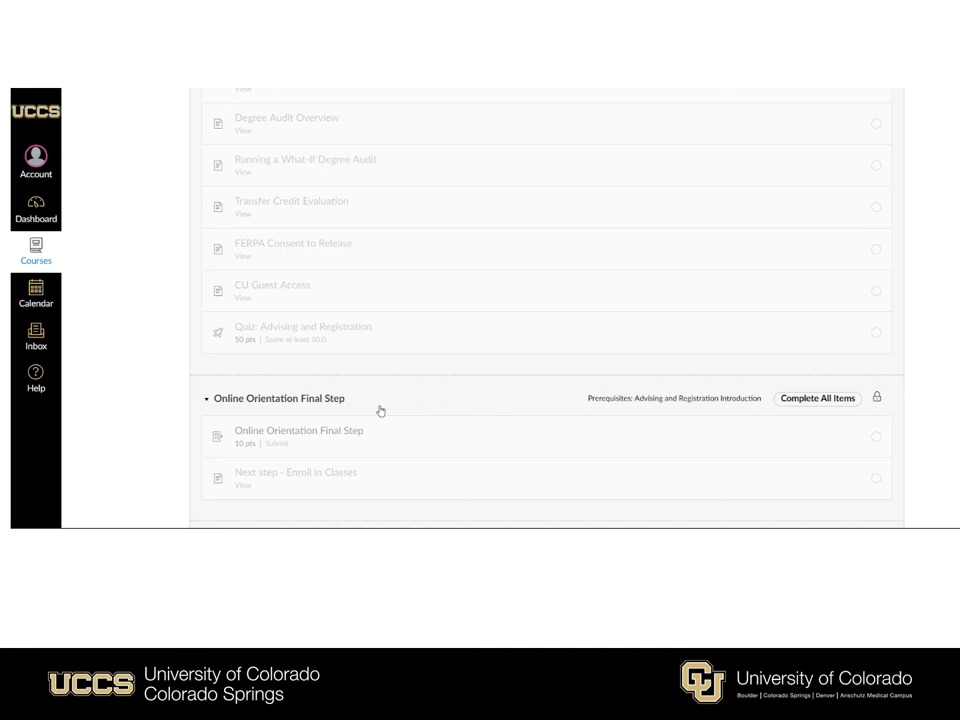 UCCS
Account
Dashboard
Courses
Calendar
Inbox
Help
View
Degree Audit Overview
View
Running a What-If Degree Audit
View
Transfer Credit Evaluation
View
FERPA Consent to Release
View
CU Guest Access
View
Quiz: Advising and Registration
50 pts | Score at least 50.0
Online Orientation Final Step Prerequisites: Advising and Registration Introduction Complete All Items
Online Orientation Final Step
10 pts | Submit
Next step - Enroll in Classes
View
UCCS University of Colorado
Colorado Springs
CU University of Colorado
Boulder | Colorado Springs | Denver | Anschutz Medical Campus